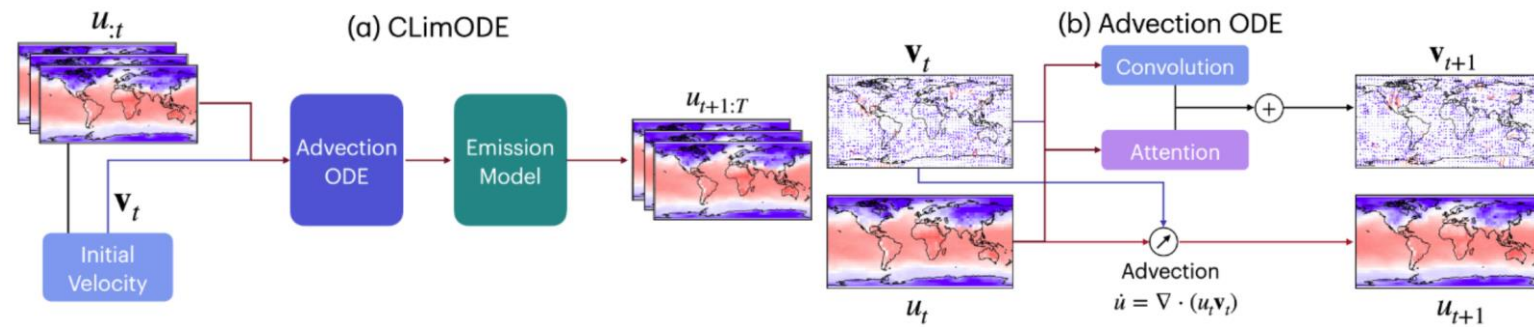 (a) CLimODE
u:t
Advection
ODE
Emission
Model
ut+1:T
vt
Initial
Velocity
(b) Advection ODE
vt
Convolution
vt+1
+
Attention
Advection
u̇ = ∇ · (utvt)
ut
ut+1